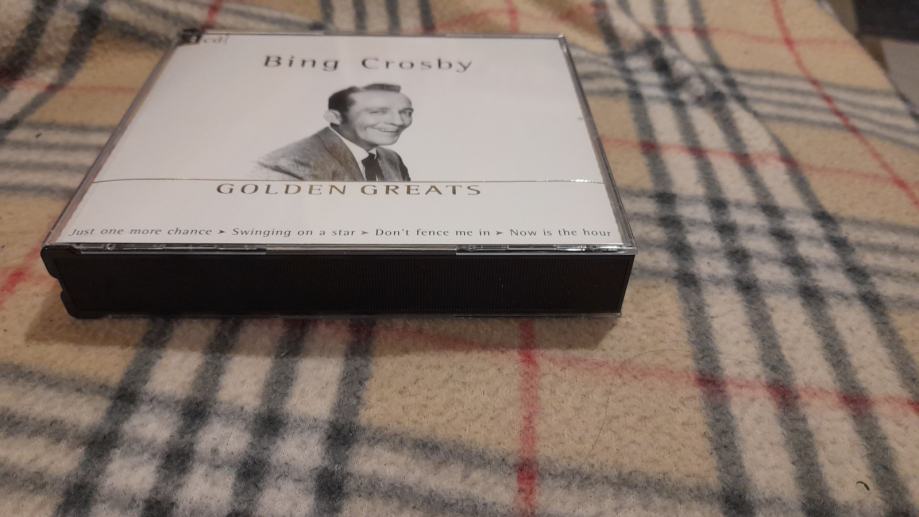 cd
Bing Crosby
GOLDEN GREATS
Just one more chance ➤ Swinging on a star ➤ Don't fence me in ➤ Now is the hour